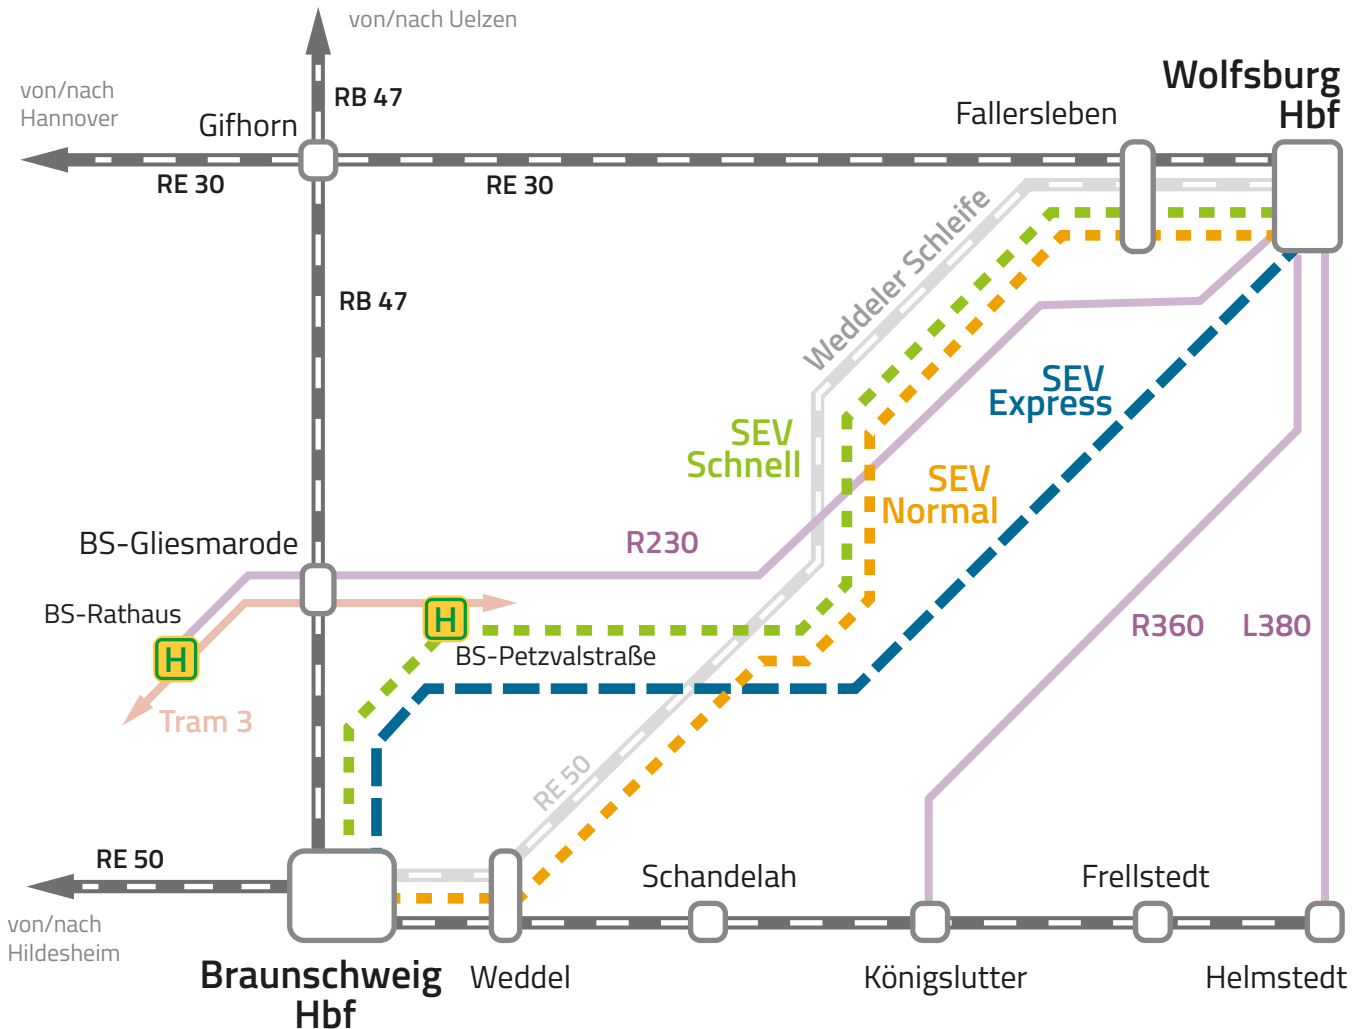 von/nach Uelzen
Wolfsburg
Hbf
von/nach
Hannover
RB 47
Fallersleben
Gifhorn
RE 30
RE 30
Weddeler Schleife
RB 47
SEV
Express
SEV
Schnell
SEV
Normal
BS-Gliesmarode
R230
BS-Rathaus
H
H
R360
L380
BS-Petzvalstraße
Tram 3
RE 50
RE 50
Schandelah
Frellstedt
von/nach
Hildesheim
Braunschweig
Hbf
Weddel
Königslutter
Helmstedt